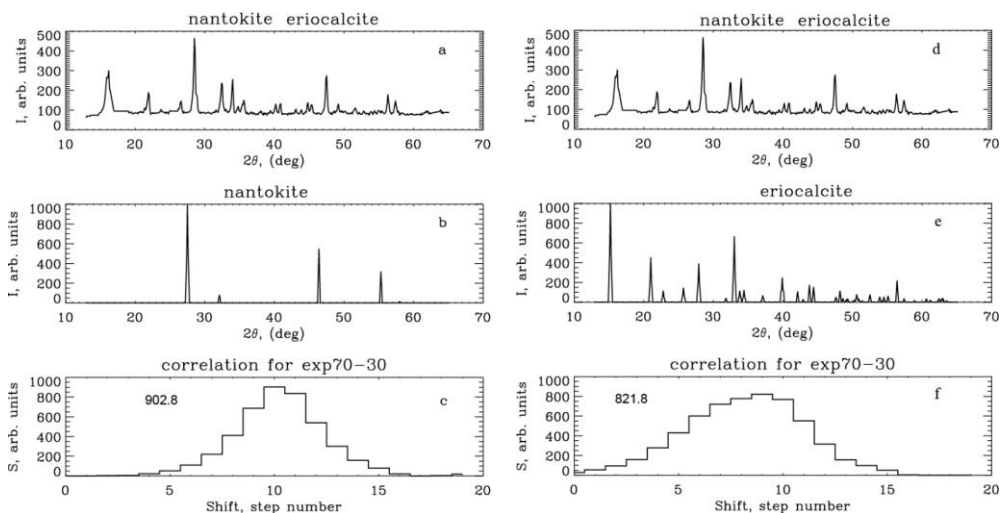 nantokite eriocalcite
I, arb. units
500
400
300
200
100
0
a
10 20 30 40 50 60 70
2θ, (deg)
nantokite
I, arb. units
1000
800
600
400
200
0
b
10 20 30 40 50 60 70
2θ, (deg)
correlation for exp70-30
S, arb. units
1000
800
600
400
200
0
902.8
c
0 5 10 15 20
Shift, step number
nantokite eriocalcite
I, arb. units
500
400
300
200
100
0
d
10 20 30 40 50 60 70
2θ, (deg)
eriocalcite
I, arb. units
1000
800
600
400
200
0
e
10 20 30 40 50 60 70
2θ, (deg)
correlation for exp70-30
S, arb. units
1000
800
600
400
200
0
821.8
f
0 5 10 15 20
Shift, step number